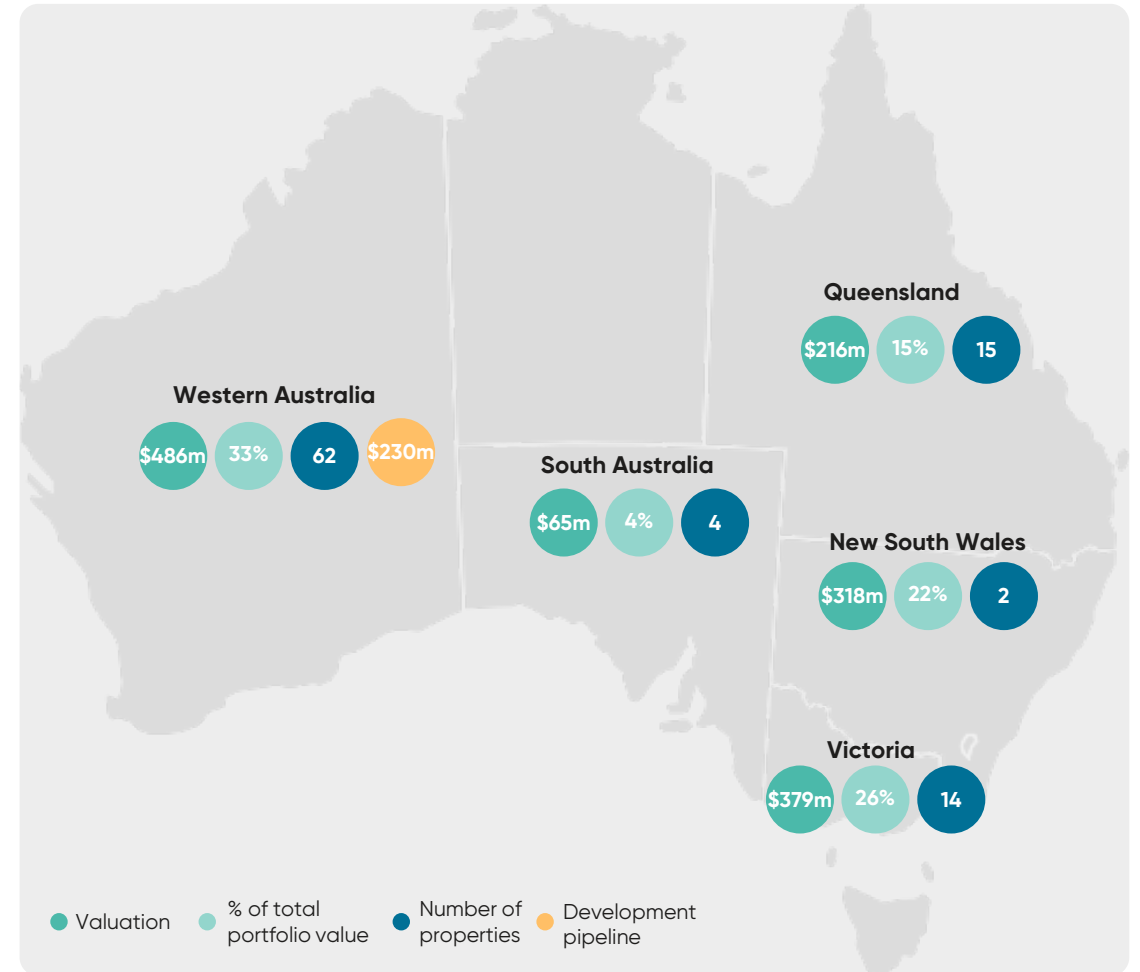 Queensland
$216m 15% 15
Western Australia
$486m 33% 62 $230m
South Australia
$65m 4% 4
New South Wales
$318m 22% 2
Victoria
$379m 26% 14
Valuation
% of total
portfolio value
Number of
properties
Development
pipeline